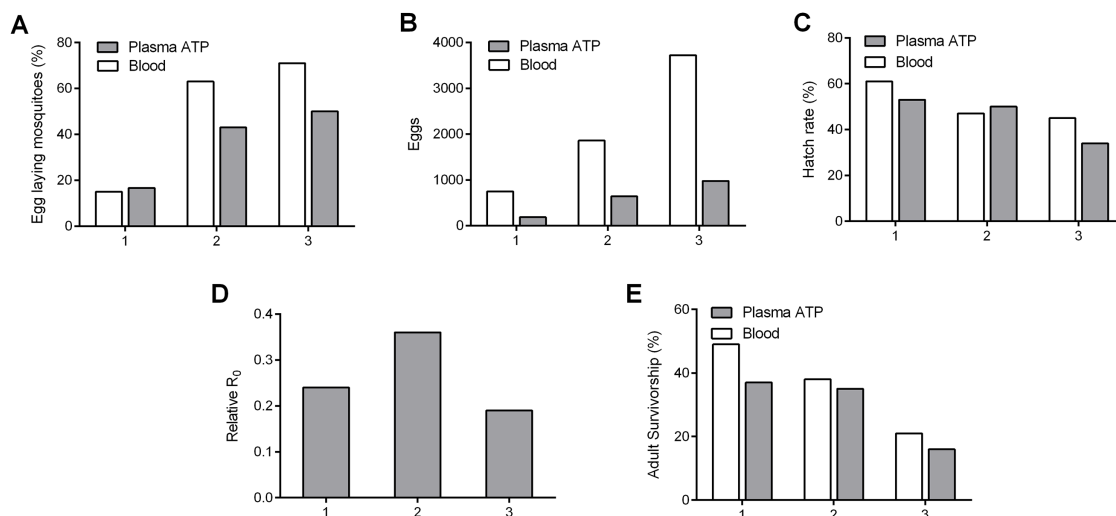 A
Egg laying mosquitoes (%)
80
60
40
20
0
Plasma ATP
Blood
1 2 3
B
Eggs
4000
3000
2000
1000
0
Plasma ATP
Blood
1 2 3
C
Hatch rate (%)
80
60
40
20
0
Plasma ATP
Blood
1 2 3
D
Relative R0
0.4
0.3
0.2
0.1
0.0
1 2 3
E
Adult Survivorship (%)
60
40
20
0
Plasma ATP
Blood
1 2 3